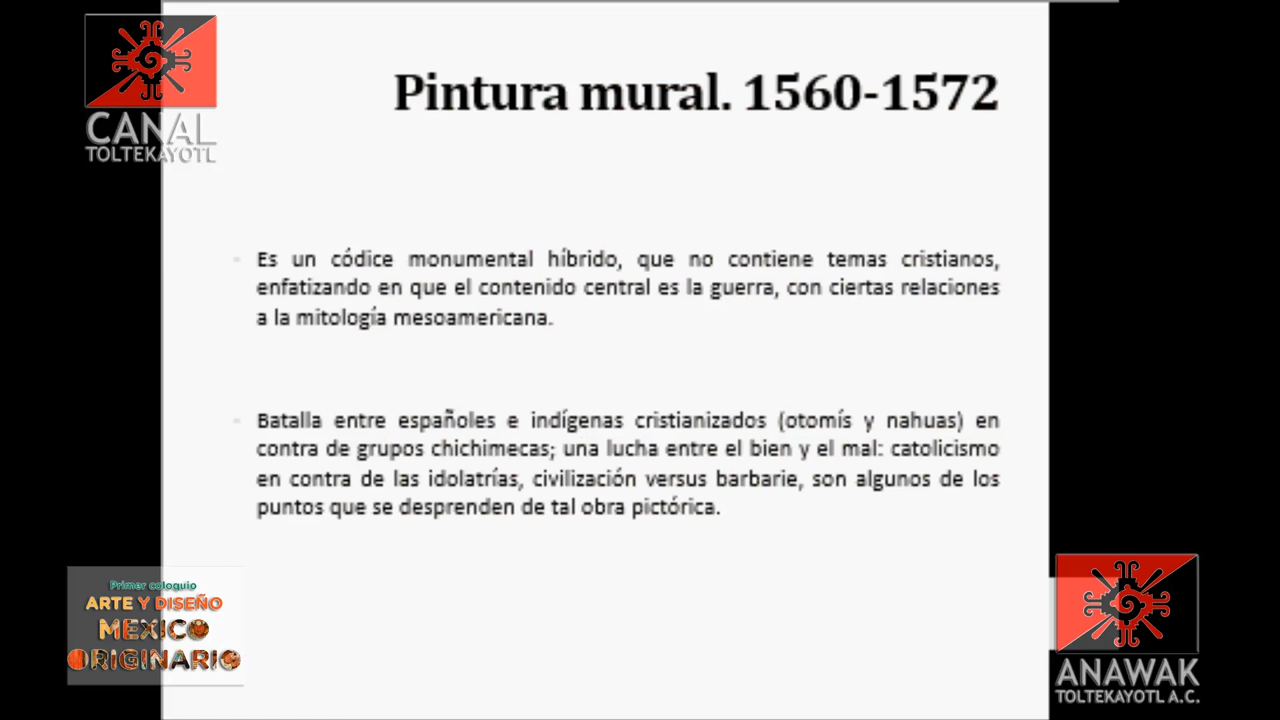 CANAL
TOLTEKAYOTL
Pintura mural. 1560-1572
- Es un códice monumental híbrido, que no contiene temas cristianos,
enfatizando en que el contenido central es la guerra, con ciertas relaciones
a la mitología mesoamericana.
- Batalla entre españoles e indígenas cristianizados (otomís y nahuas) en
contra de grupos chichimecas; una lucha entre el bien y el mal: catolicismo
en contra de las idolatrías, civilización versus barbarie, son algunos de los
puntos que se desprenden de tal obra pictórica.
Primer coloquio
ARTE Y DISEÑO
MEXICO
ORIGINARIO
ANAWAK
TOLTEKAYOTL A.C.